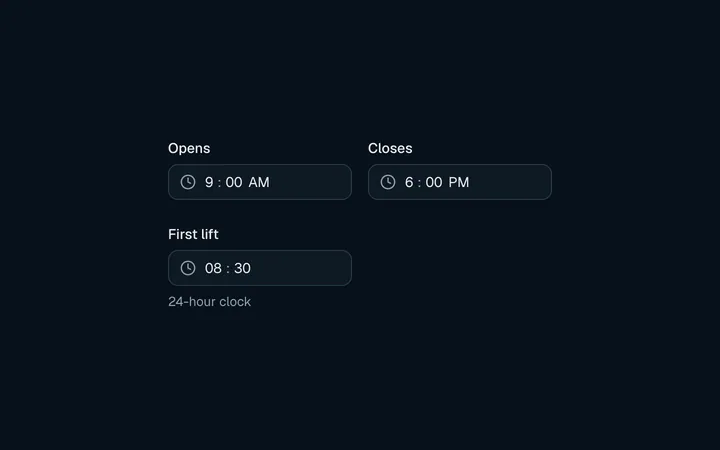 Opens
9 : 00 AM
Closes
6 : 00 PM
First lift
08 : 30
24-hour clock